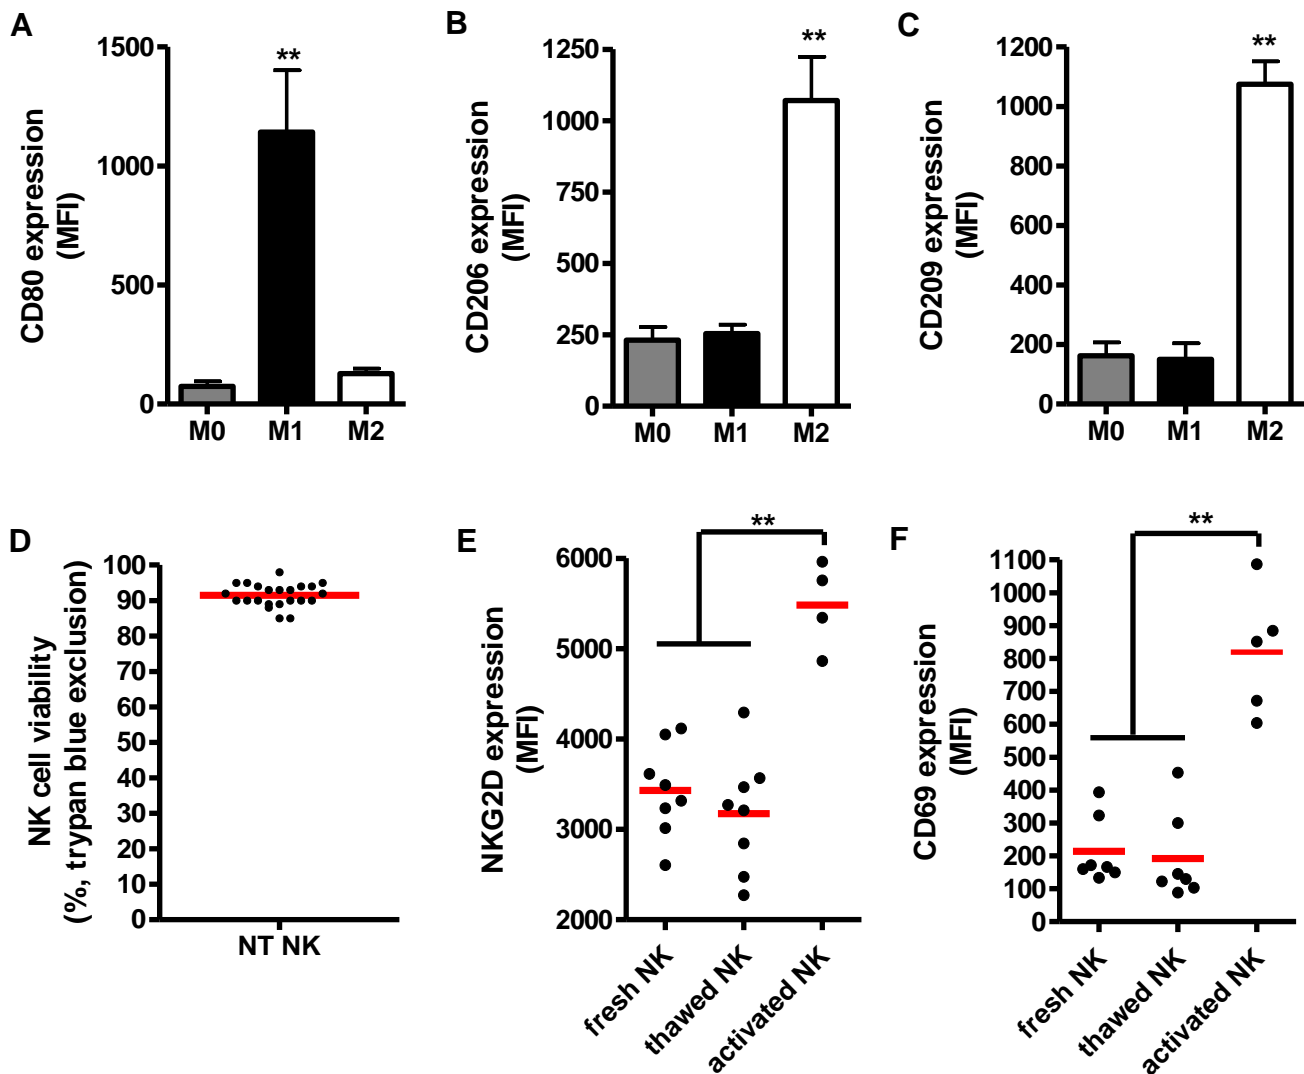 A
CD80 expression
(MFI)
1500
1000
500
0
**
M0 M1 M2
B
CD206 expression
(MFI)
1250
1000
750
500
250
0
**
M0 M1 M2
C
CD209 expression
(MFI)
1200
1000
800
600
400
200
0
**
M0 M1 M2
D
NK cell viability
(%, trypan blue exclusion)
100
90
80
70
60
50
40
30
20
10
0
NT NK
E
NKG2D expression
(MFI)
6000
5000
4000
3000
2000
**
fresh NK
thawed NK
activated NK
F
CD69 expression
(MFI)
1100
1000
900
800
700
600
500
400
300
200
100
0
**
fresh NK
thawed NK
activated NK